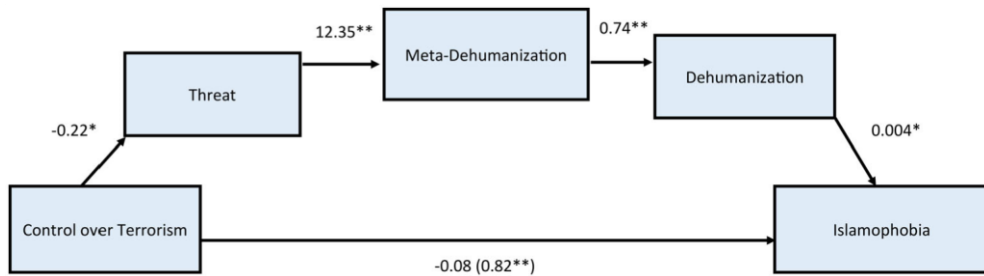 12.35**
0.74**
Meta-Dehumanization
Dehumanization
Threat
-0.22*
0.004*
Control over Terrorism
Islamophobia
-0.08 (0.82**)